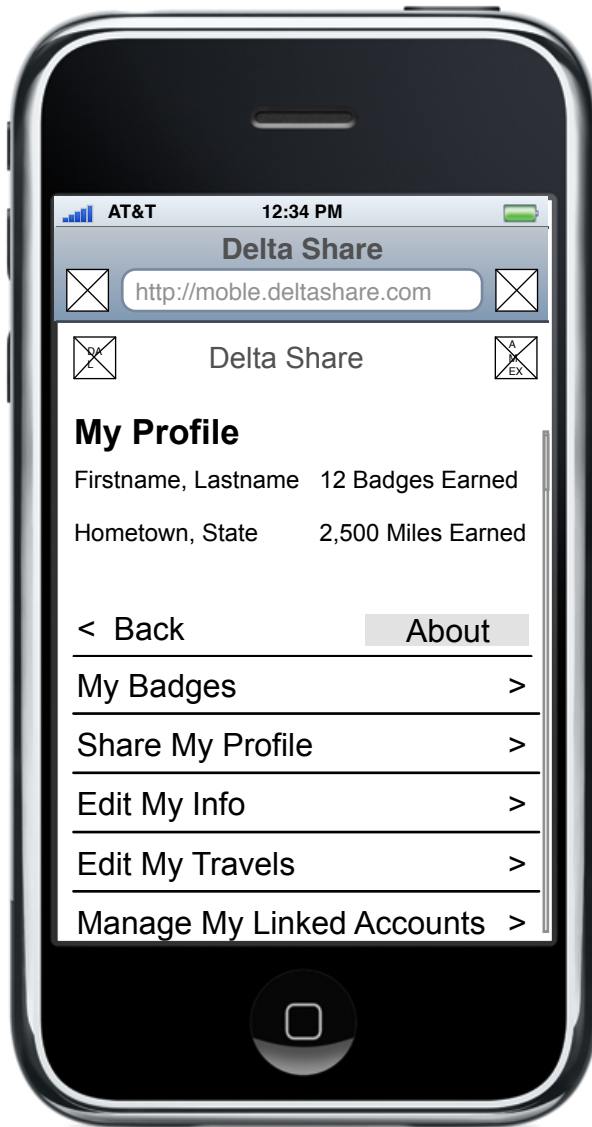 AT&T 12:34 PM
Delta Share
http://moble.deltashare.com
DA
L
Delta Share
A
M
EX
My Profile
Firstname, Lastname 12 Badges Earned
Hometown, State 2,500 Miles Earned
< Back About
My Badges >
Share My Profile >
Edit My Info >
Edit My Travels >
Manage My Linked Accounts >